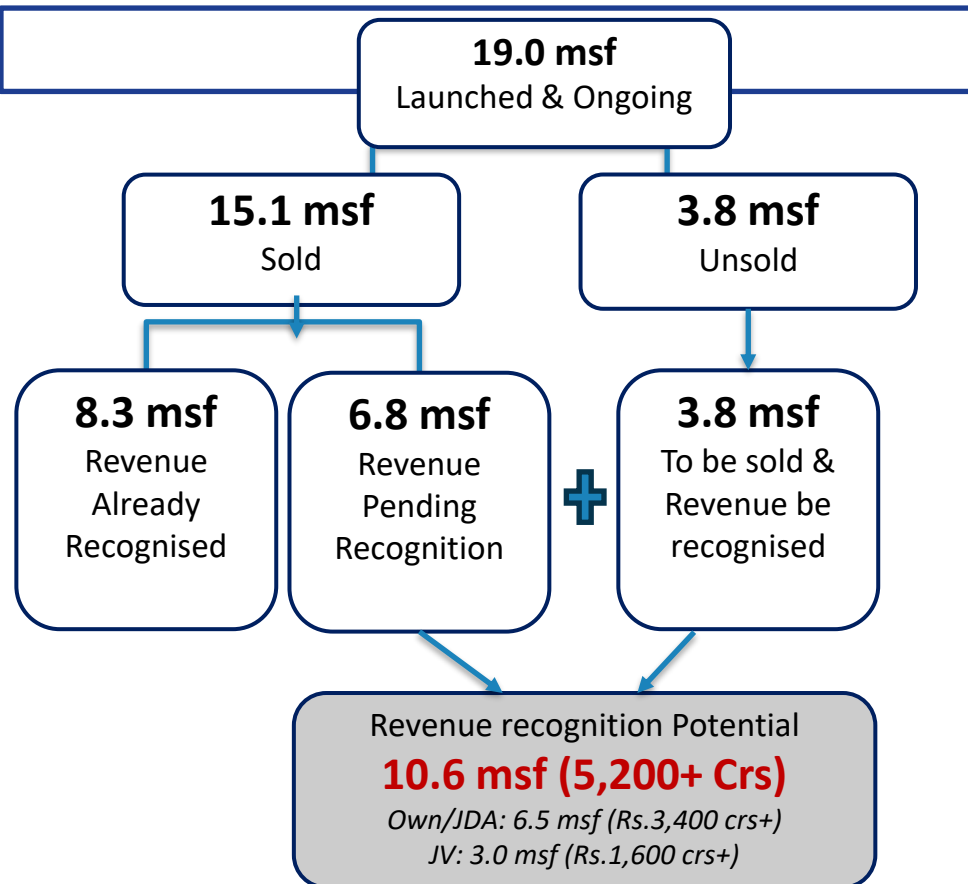 19.0 msf
Launched & Ongoing
15.1 msf
Sold
3.8 msf
Unsold
8.3 msf
Revenue
Already
Recognised
6.8 msf
Revenue
Pending
Recognition
3.8 msf
To be sold &
Revenue be
recognised
Revenue recognition Potential
10.6 msf (5,200+ Crs)
Own/JDA: 6.5 msf (Rs.3,400 crs+)
JV: 3.0 msf (Rs.1,600 crs+)